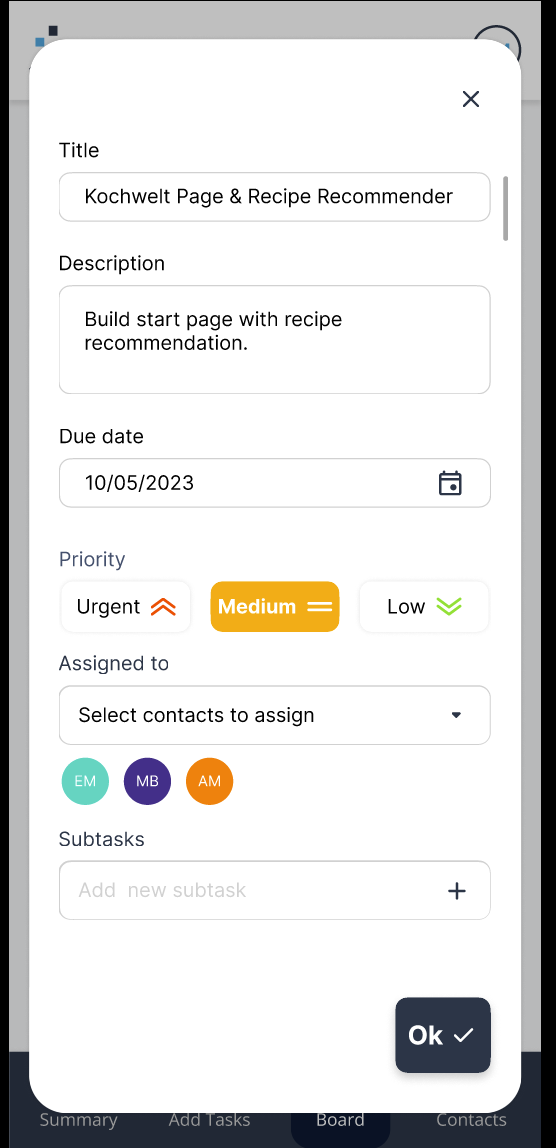 Title
Kochwelt Page & Recipe Recommender
Description
Build start page with recipe
recommendation.
Due date
10/05/2023
Priority
Urgent
Medium
Low
Assigned to
Select contacts to assign
EM
MB
AM
Subtasks
Add new subtask
Ok
Summary
Add Tasks
Board
Contacts